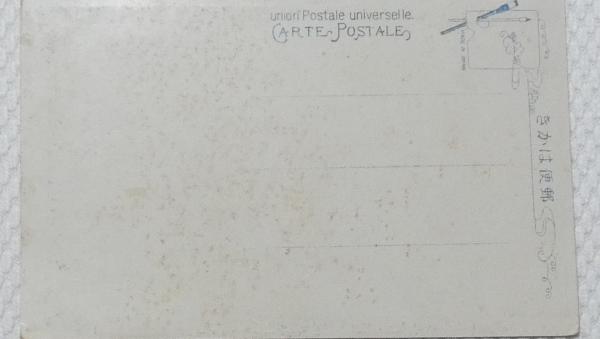 union Postale universelle.
CARTE POSTALE
郵便はかき